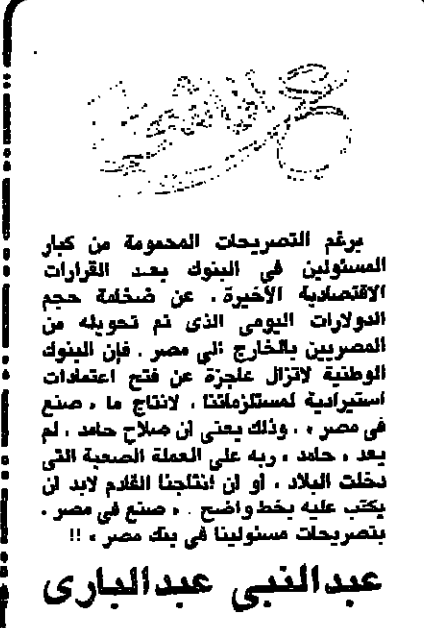 برغم التصريحات المحمومة من كبار
المسئولين في البنوك بعد القرارات
الاقتصادية الأخيرة . عن ضخامة حجم
الدولارات اليومى الذى تم تحويله من
المصريين بالخارج إلى مصر . فإن البنوك
الوطنية لاتزال عاجزة عن فتح اعتمادات
استيرادية لمستلزماتنا ، لانتاج ما « صنع
فى مصر » . وذلك يعنى ان صلاح حامد ، لم
يعد « حامد » ربه على العملة الصعبة التى
دخلت البلاد . أو ان انتاجنا القادم لابد ان
يكتب عليه بخط واضح . « صنع فى مصر .
بتصريحات مسئولينا فى بنك مصر » !!
عبدالنبى عبدالبارى